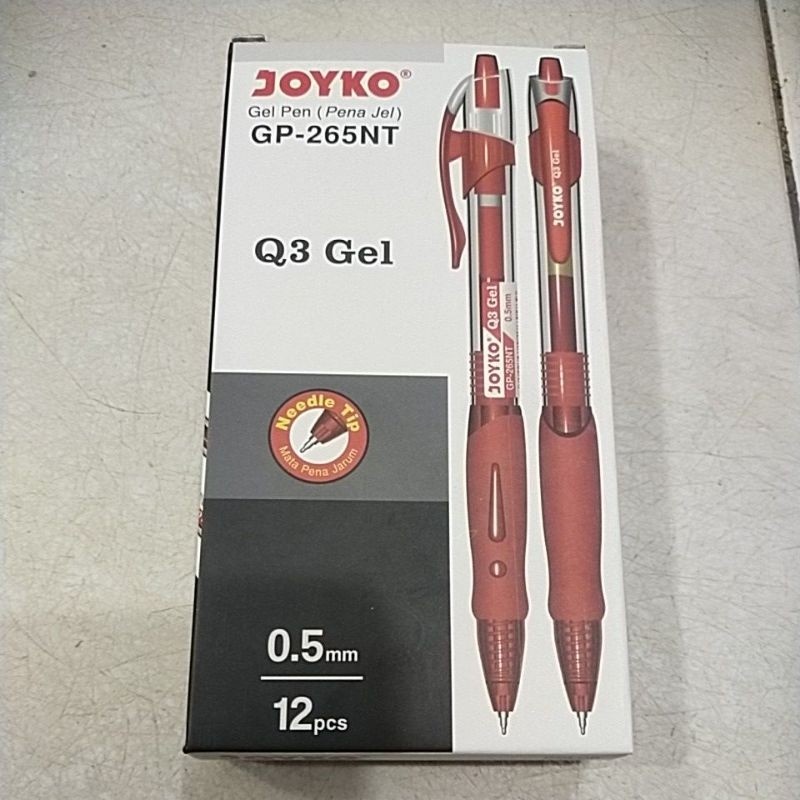 JOYKO®
Gel Pen (Pena Jel)
GP-265NT
Q3 Gel
Needle Tip
Mata Pena Jarum
0.5mm
12pcs
JOYKO® Q3 Gel
GP-265NT 0.5mm
JOYKO® Q3 Gel